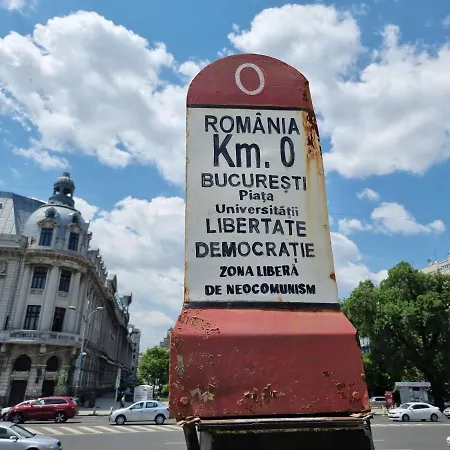 0
ROMÂNIA
Km. 0
BUCUREȘTI
Piața
Universității
LIBERTATE
DEMOCRAȚIE
ZONA LIBERĂ
DE NEOCOMUNISM